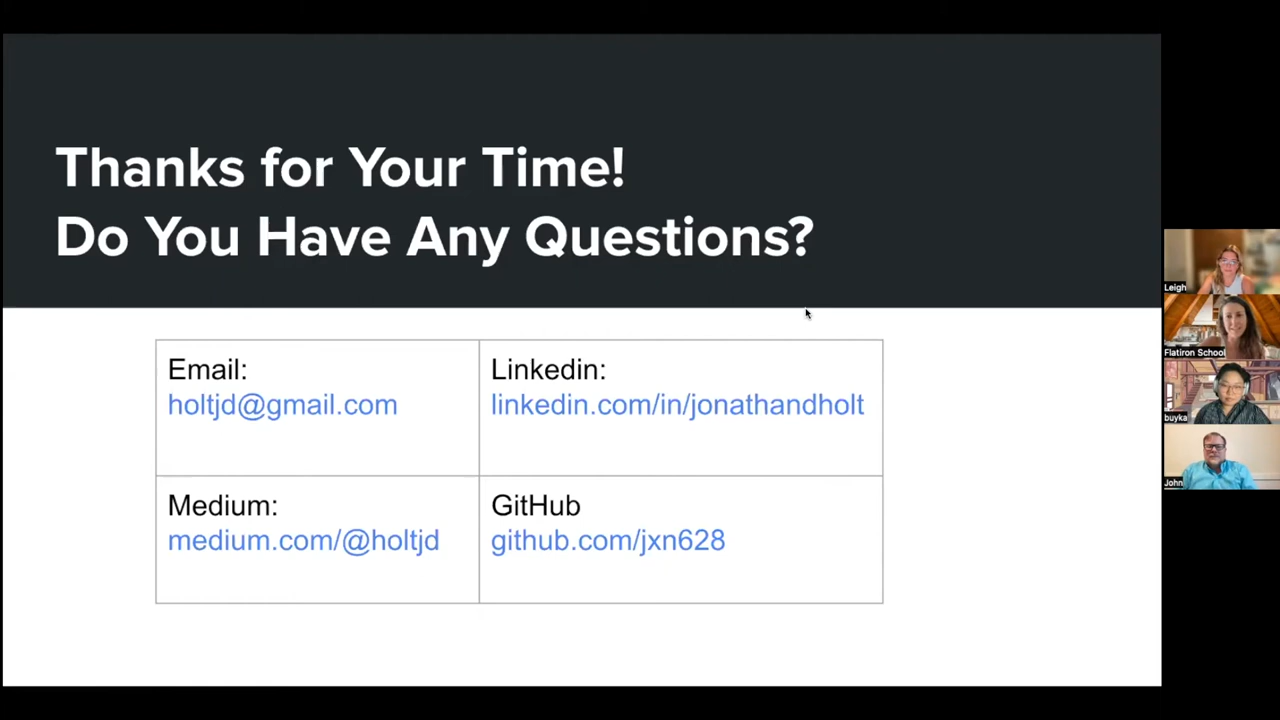 Thanks for Your Time!
Do You Have Any Questions?
Email:
holtjd@gmail.com
Linkedin:
linkedin.com/in/jonathandholt
Medium:
medium.com/@holtjd
GitHub
github.com/jxn628
Leigh
Flatiron School
buyka
John